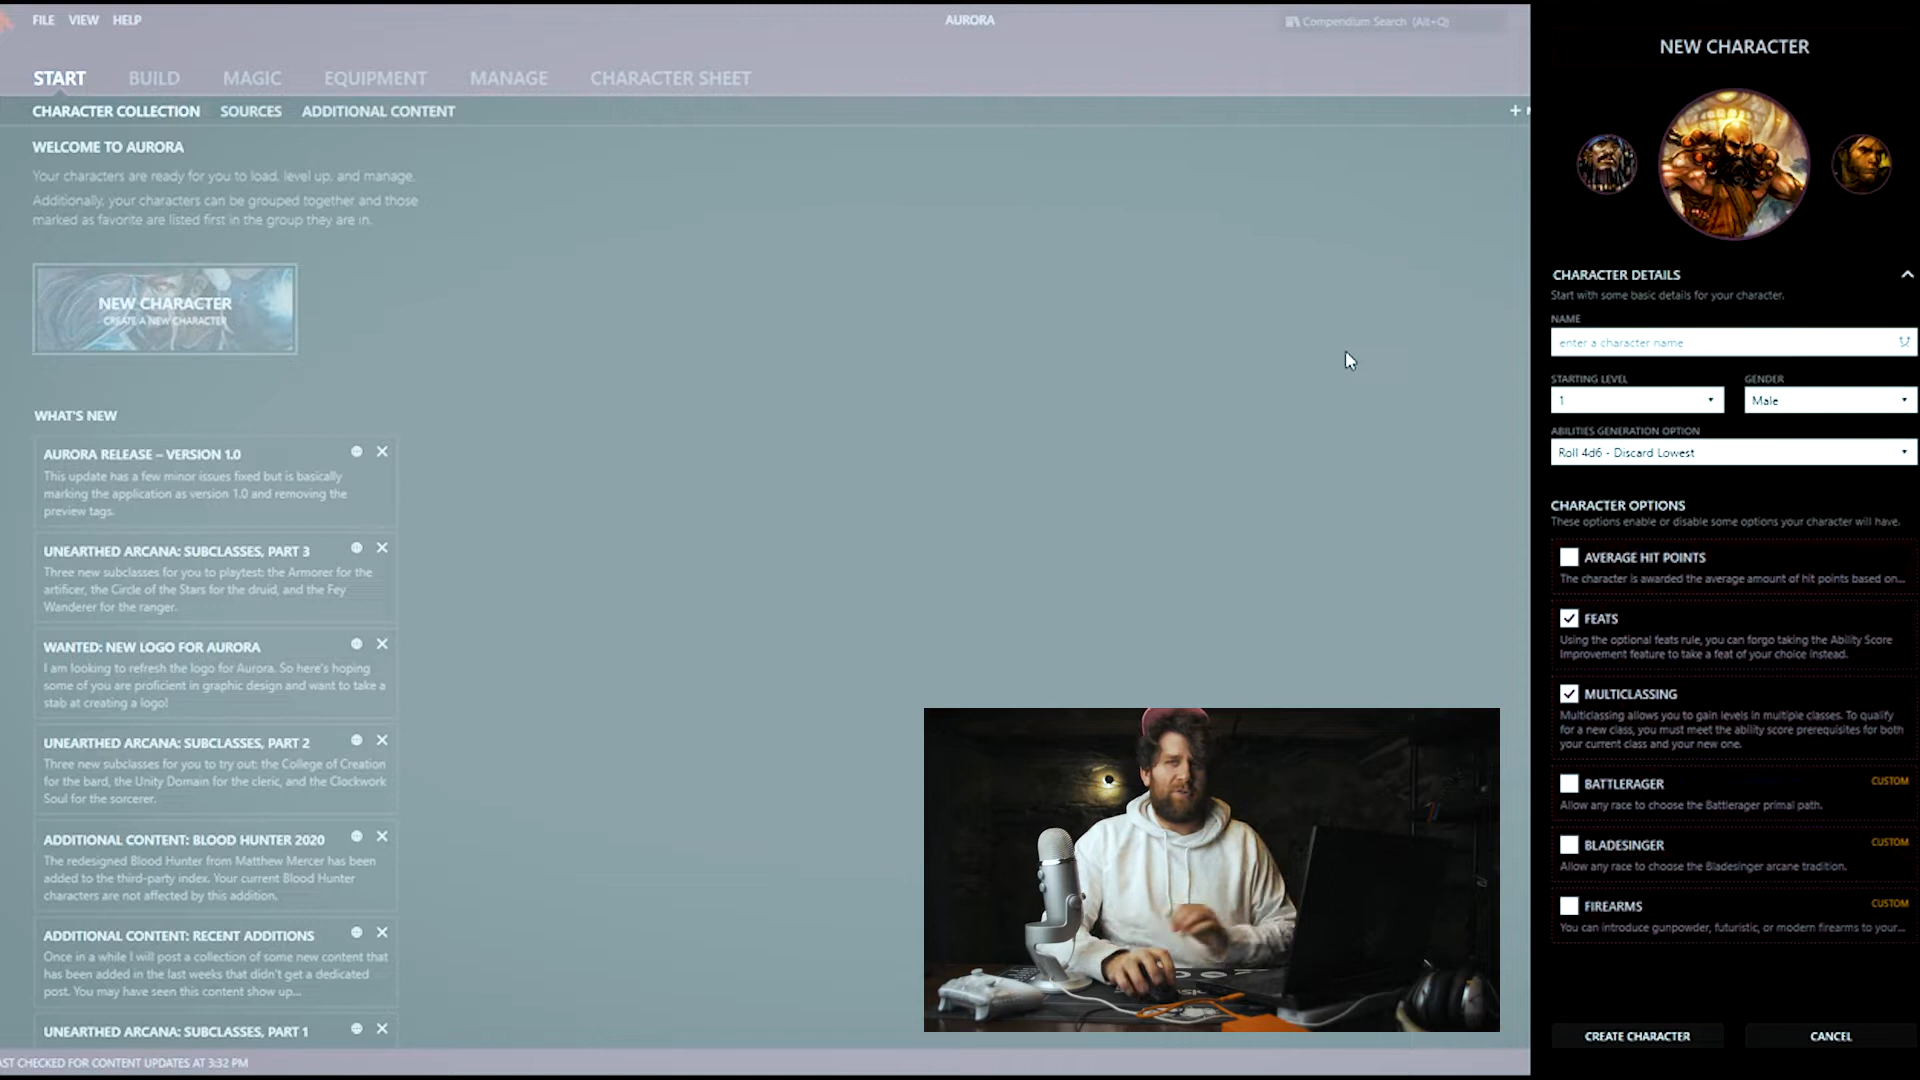 FILE VIEW HELP
AURORA
Compendium Search (Alt+Q)
START BUILD MAGIC EQUIPMENT MANAGE CHARACTER SHEET
CHARACTER COLLECTION SOURCES ADDITIONAL CONTENT
+
WELCOME TO AURORA
Your characters are ready for you to load, level up, and manage.
Additionally, your characters can be grouped together and those
marked as favorite are listed first in the group they are in.
NEW CHARACTER
CREATE A NEW CHARACTER
WHAT'S NEW
AURORA RELEASE – VERSION 1.0
This update has a few minor issues fixed but is basically
marking the application as version 1.0 and removing the
preview tags.
UNEARTHED ARCANA: SUBCLASSES, PART 3
Three new subclasses for you to playtest: the Armorer for the
artificer, the Circle of the Stars for the druid, and the Fey
Wanderer for the ranger.
WANTED: NEW LOGO FOR AURORA
I am looking to refresh the logo for Aurora. So here's hoping
some of you are proficient in graphic design and want to take a
stab at creating a logo!
UNEARTHED ARCANA: SUBCLASSES, PART 2
Three new subclasses for you to try out: the College of Creation
for the bard, the Unity Domain for the cleric, and the Clockwork
Soul for the sorcerer.
ADDITIONAL CONTENT: BLOOD HUNTER 2020
The redesigned Blood Hunter from Matthew Mercer has been
added to the third-party index. Your current Blood Hunter
characters are not affected by this addition.
ADDITIONAL CONTENT: RECENT ADDITIONS
Once in a while I will post a collection of some new content that
has been added in the last weeks that didn't get a dedicated
post. You may have seen this content show up...
UNEARTHED ARCANA: SUBCLASSES, PART 1
AST CHECKED FOR CONTENT UPDATES AT 3:32 PM
NEW CHARACTER
CHARACTER DETAILS
Start with some basic details for your character.
NAME
enter a character name
STARTING LEVEL GENDER
1 Male
ABILITIES GENERATION OPTION
Roll 4d6 - Discard Lowest
CHARACTER OPTIONS
These options enable or disable some options your character will have.
AVERAGE HIT POINTS
The character is awarded the average amount of hit points based on...
FEATS
Using the optional feats rule, you can forgo taking the Ability Score
Improvement feature to take a feat of your choice instead.
MULTICLASSING
Multiclassing allows you to gain levels in multiple classes. To qualify
for a new class, you must meet the ability score prerequisites for both
your current class and your new one.
BATTLERAGER CUSTOM
Allow any race to choose the Battlerager primal path.
BLADESINGER CUSTOM
Allow any race to choose the Bladesinger arcane tradition.
FIREARMS CUSTOM
You can introduce gunpowder, futuristic, or modern firearms to your...
CREATE CHARACTER CANCEL